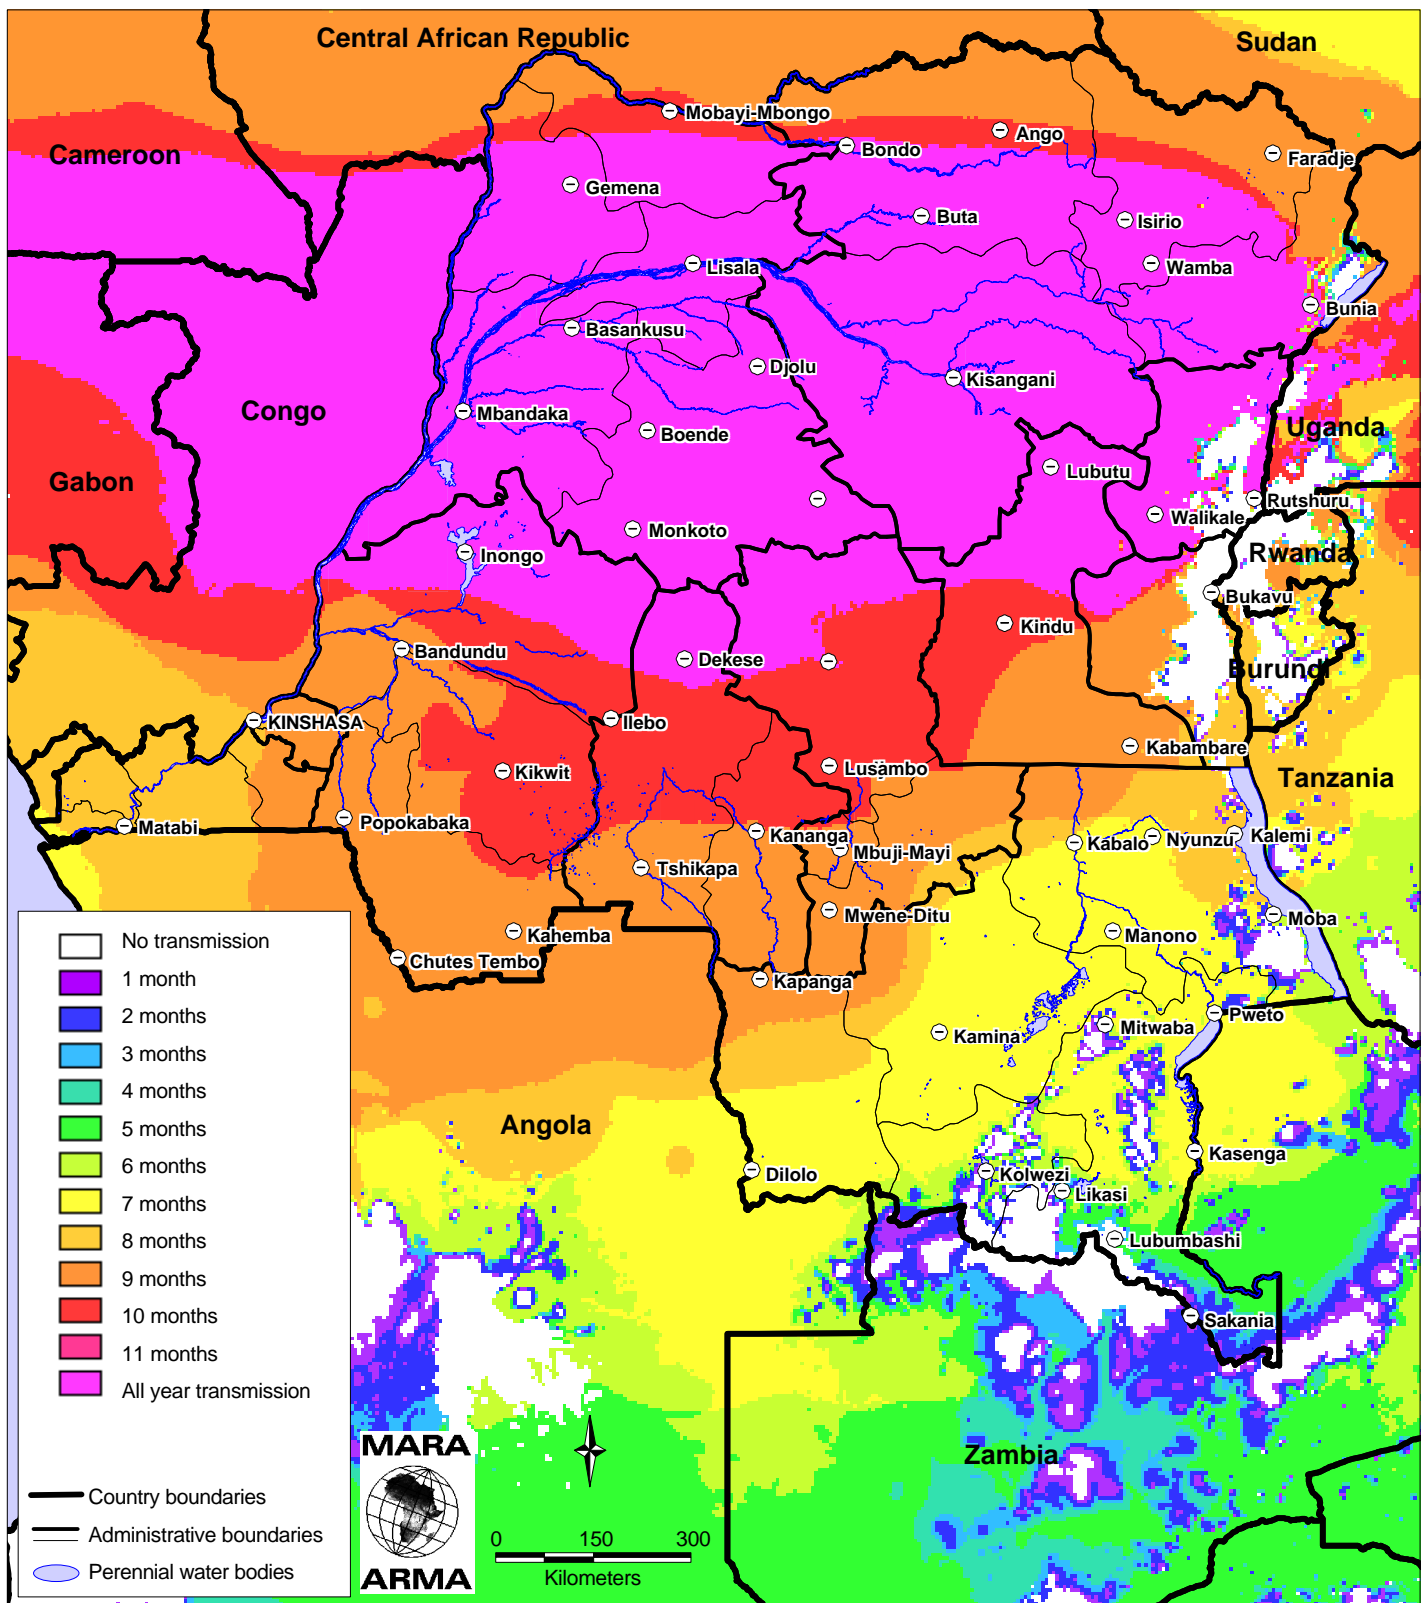 Central African Republic
Sudan
Mobayi-Mbongo
Ango
Cameroon
Bondo
Faradje
Gemena
Buta
Isirio
Lisala
Wamba
Bunia
Basankusu
Djolu
Kisangani
Congo
Mbandaka
Boende
Uganda
Gabon
Lubutu
Rutshuru
Walikale
Monkoto
Inongo
Rwanda
Bukavu
Kindu
Bandundu
Dekese
Burundi
KINSHASA
Ilebo
Kabambare
Kikwit
Lusambo
Tanzania
Matabi
Popokabaka
Kananga
Mbuji-Mayi
Kabalo
Nyunzu
Kalemi
Tshikapa
Mwene-Ditu
Moba
Kahemba
Manono
Chutes Tembo
Kapanga
Pweto
Kamina
Mitwaba
Angola
Kasenga
Dilolo
Kolwezi
Likasi
Lubumbashi
Sakania
Zambia
No transmission
1 month
2 months
3 months
4 months
5 months
6 months
7 months
8 months
9 months
10 months
11 months
All year transmission
Country boundaries
Administrative boundaries
Perennial water bodies
MARA
ARMA
0 150 300
Kilometers